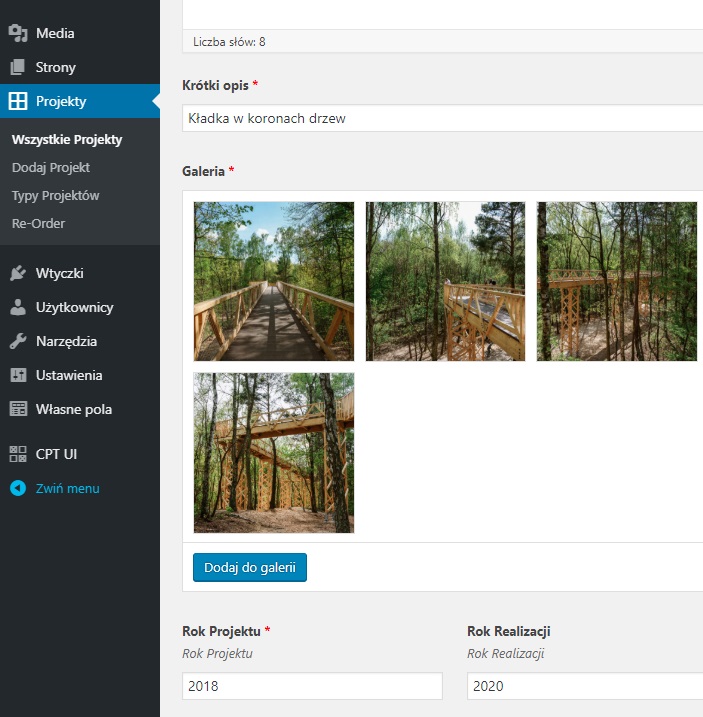 Media
Strony
Projekty
Wszystkie Projekty
Dodaj Projekt
Typy Projektów
Re-Order
Wtyczki
Użytkownicy
Narzędzia
Ustawienia
Własne pola
CPT UI
Zwiń menu
Liczba słów: 8
Krótki opis *
Kładka w koronach drzew
Galeria *
Dodaj do galerii
Rok Projektu *
Rok Projektu
2018
Rok Realizacji
Rok Realizacji
2020